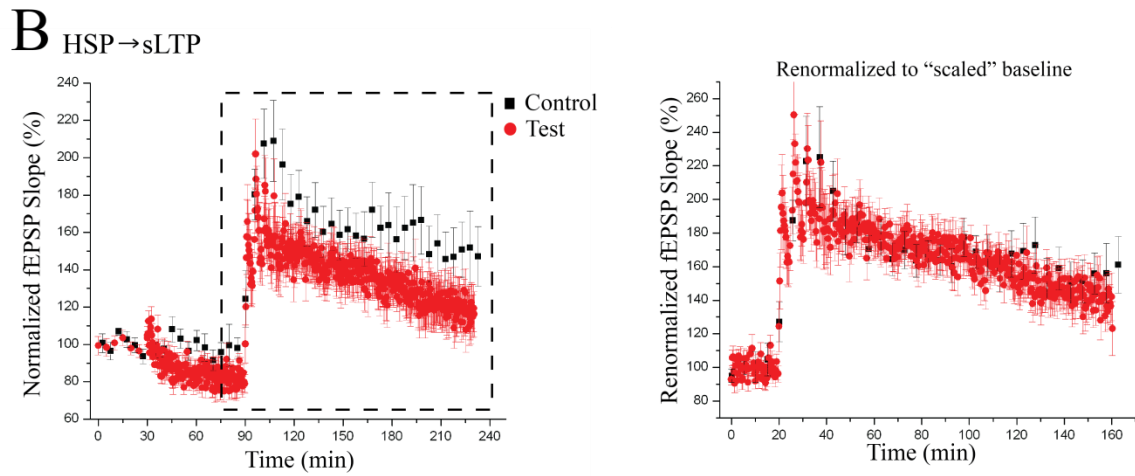 B HSP→sLTP
Control
Test
Normalized fEPSP Slope (%)
240
220
200
180
160
140
120
100
80
60
0 30 60 90 120 150 180 210 240
Time (min)
Renormalized to “scaled” baseline
Renormalized fEPSP Slope (%)
260
240
220
200
180
160
140
120
100
80
0 20 40 60 80 100 120 140 160
Time (min)